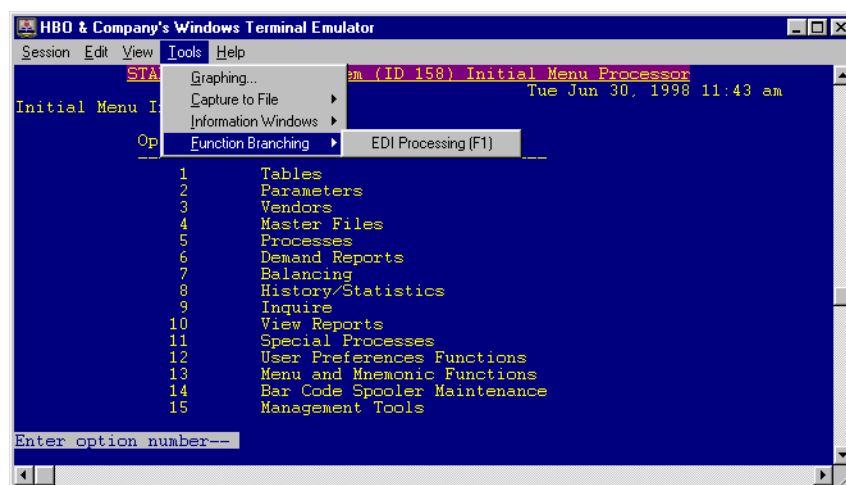 HBO & Company's Windows Terminal Emulator
Session Edit View Tools Help
STA em (ID 158) Initial Menu Processor
Tue Jun 30, 1998 11:43 am
Initial Menu I
Graphing...
Capture to File
Information Windows
Function Branching
EDI Processing (F1)
Op
1 Tables
2 Parameters
3 Vendors
4 Master Files
5 Processes
6 Demand Reports
7 Balancing
8 History/Statistics
9 Inquire
10 View Reports
11 Special Processes
12 User Preferences Functions
13 Menu and Mnemonic Functions
14 Bar Code Spooler Maintenance
15 Management Tools
Enter option number--